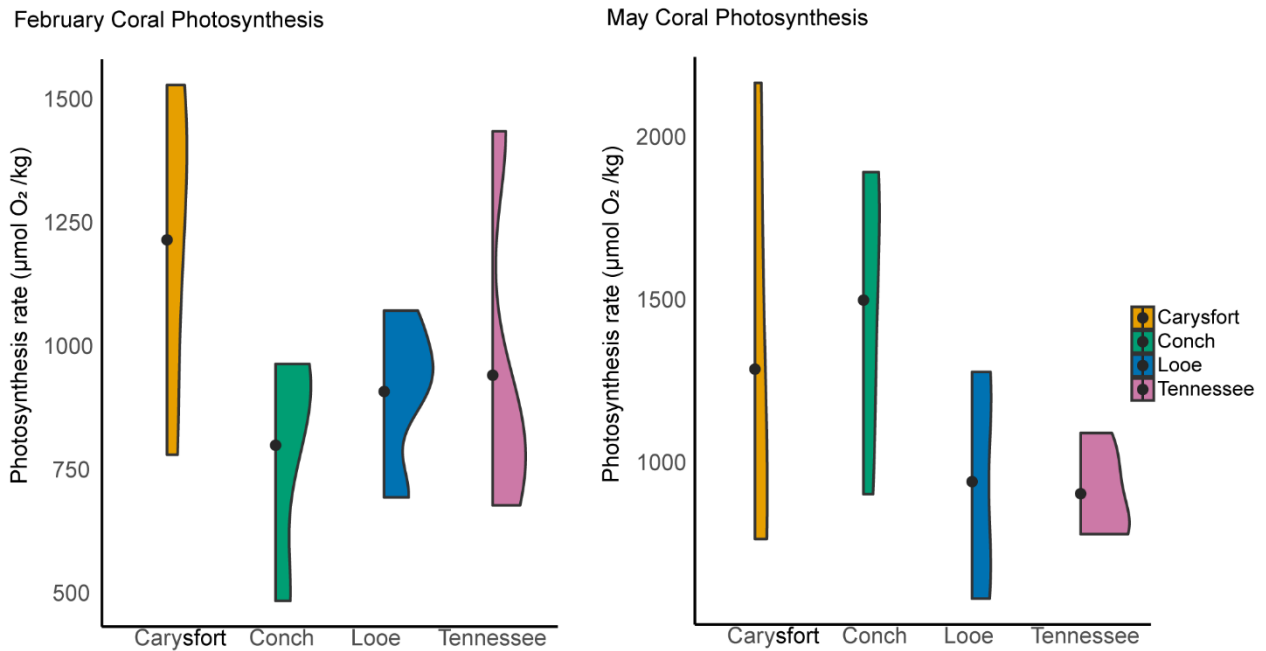 February Coral Photosynthesis
Photosynthesis rate (μmol O₂ /kg)
1500
1250
1000
750
500
Carysfort
Conch
Looe
Tennessee
May Coral Photosynthesis
Photosynthesis rate (μmol O₂ /kg)
2000
1500
1000
Carysfort
Conch
Looe
Tennessee
Carysfort
Conch
Looe
Tennessee